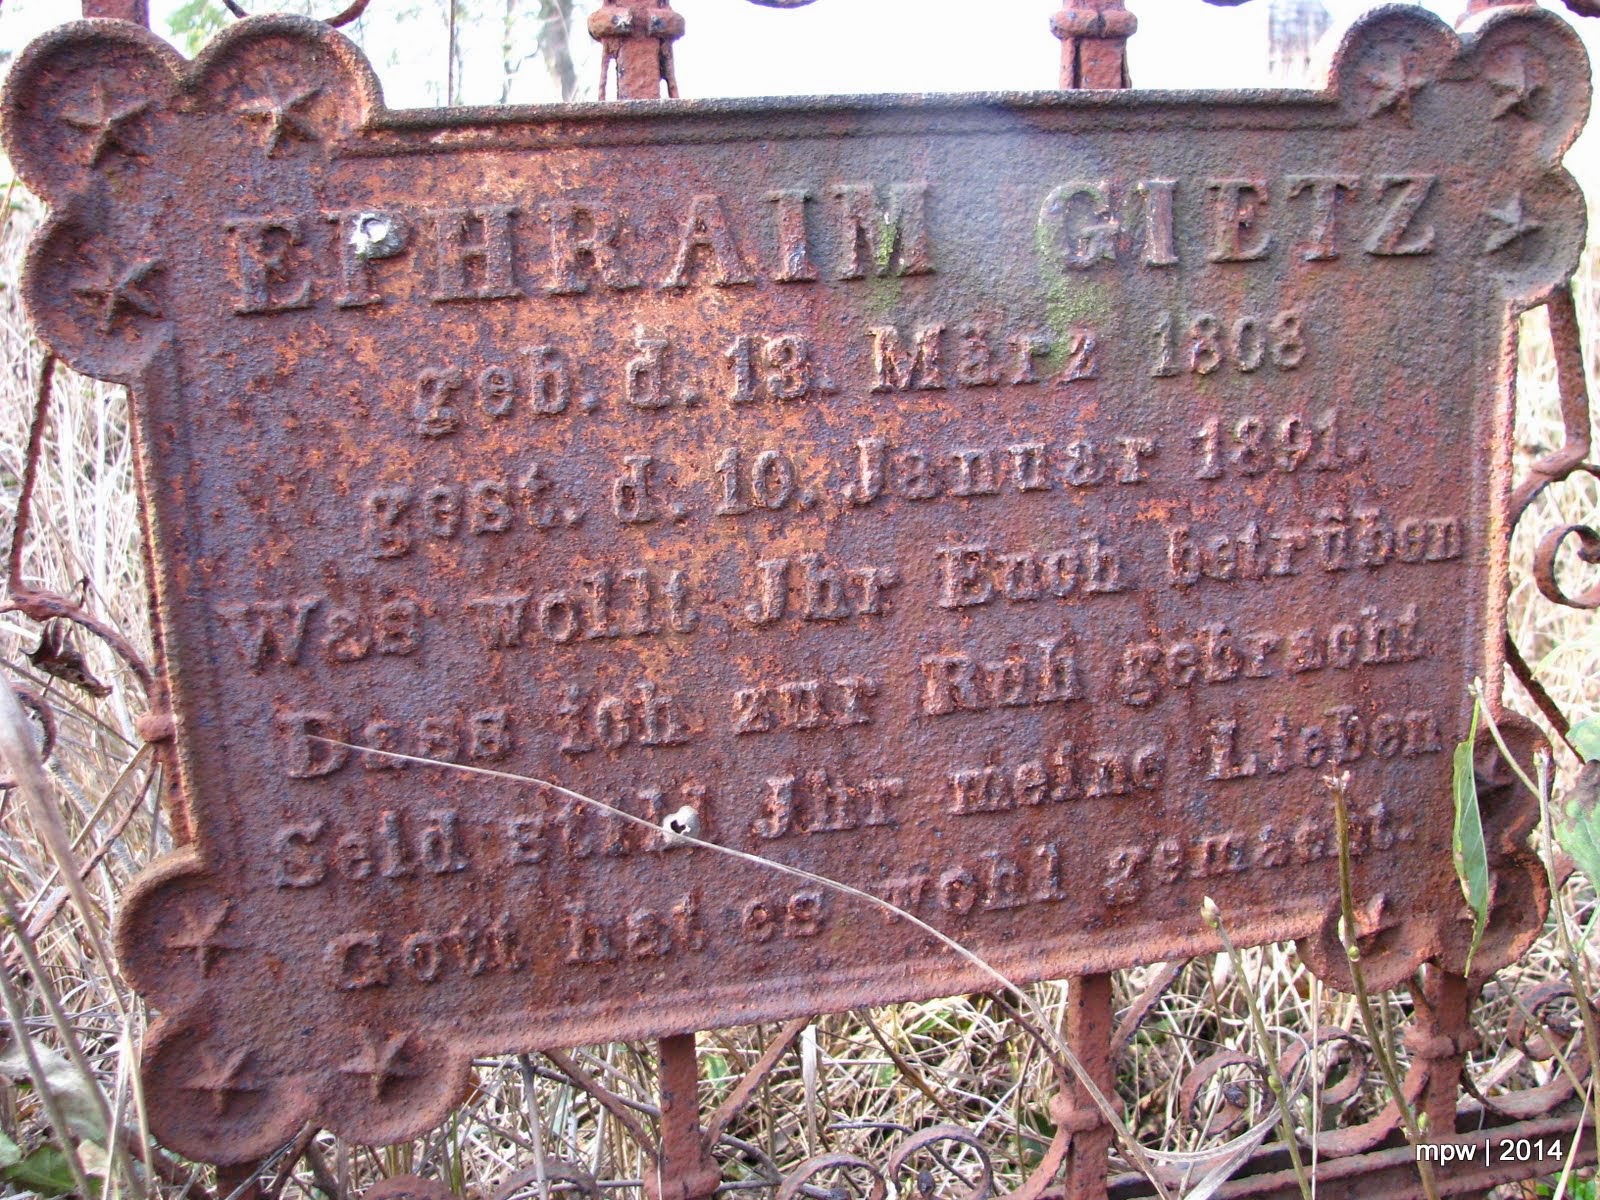 EPHRAIM GIETZ
geb. d. 13. März 1808
gest. d. 10. Januar 1891.
Was wollt Jhr Euch betrüben
Dass ich zur Ruh gebracht.
Seid still Jhr meine Lieben
Gott hat es wohl gemacht.
mpw | 2014